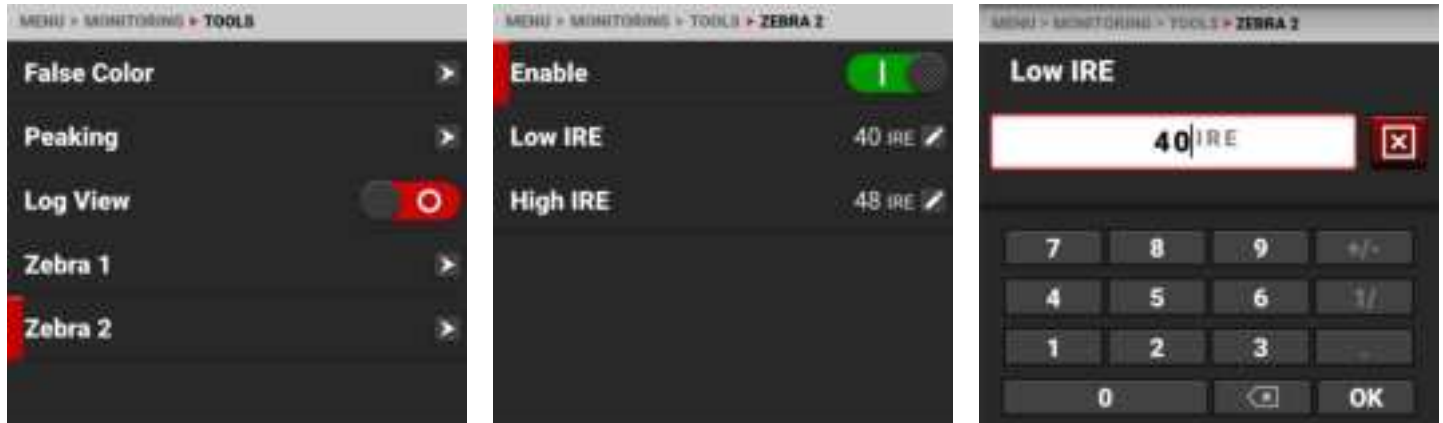 MENU > MONITORING > TOOLS
False Color
Peaking
Log View
Zebra 1
Zebra 2
MENU > MONITORING > TOOLS > ZEBRA 2
Enable
Low IRE 40 IRE
High IRE 48 IRE
MENU > MONITORING > TOOLS > ZEBRA 2
Low IRE
40 IRE
7 8 9 +/-
4 5 6 1/
1 2 3 .
0 OK